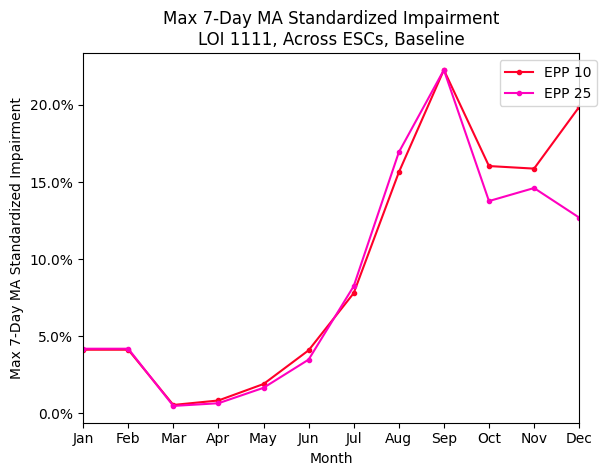 Max 7-Day MA Standardized Impairment
LOI 1111, Across ESCs, Baseline
EPP 10
EPP 25
Max 7-Day MA Standardized Impairment
20.0%
15.0%
10.0%
5.0%
0.0%
Jan Feb Mar Apr May Jun Jul Aug Sep Oct Nov Dec
Month